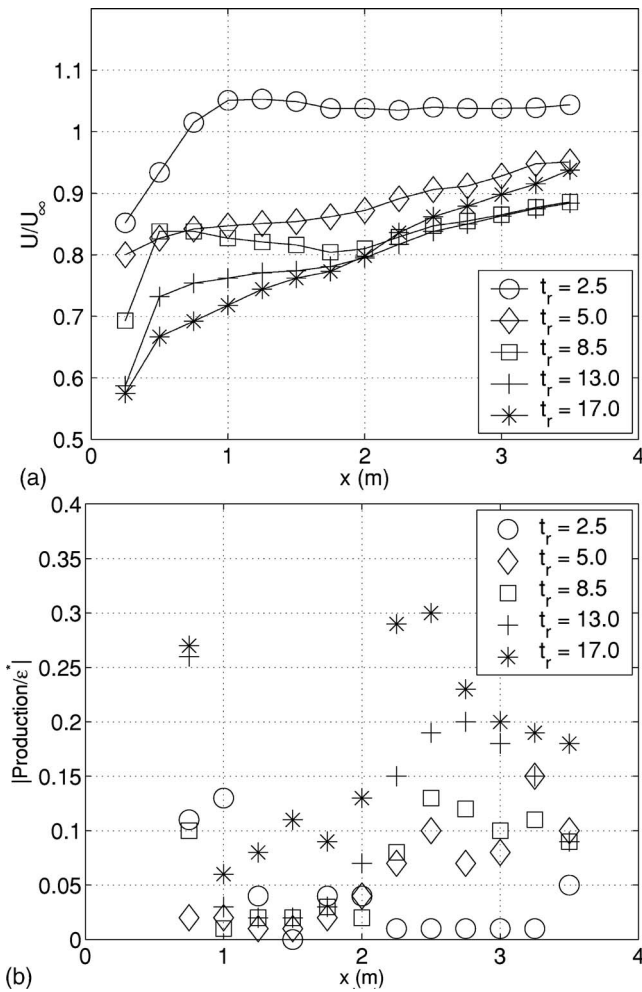 1.1
1
0.9
0.8
0.7
0.6
0.5
U/U∞
t_r = 2.5
t_r = 5.0
t_r = 8.5
t_r = 13.0
t_r = 17.0
0 1 2 3 4
(a) x (m)
0.4
0.35
0.3
0.25
0.2
0.15
0.1
0.05
0
|Production/ε*|
t_r = 2.5
t_r = 5.0
t_r = 8.5
t_r = 13.0
t_r = 17.0
0 1 2 3 4
(b) x (m)